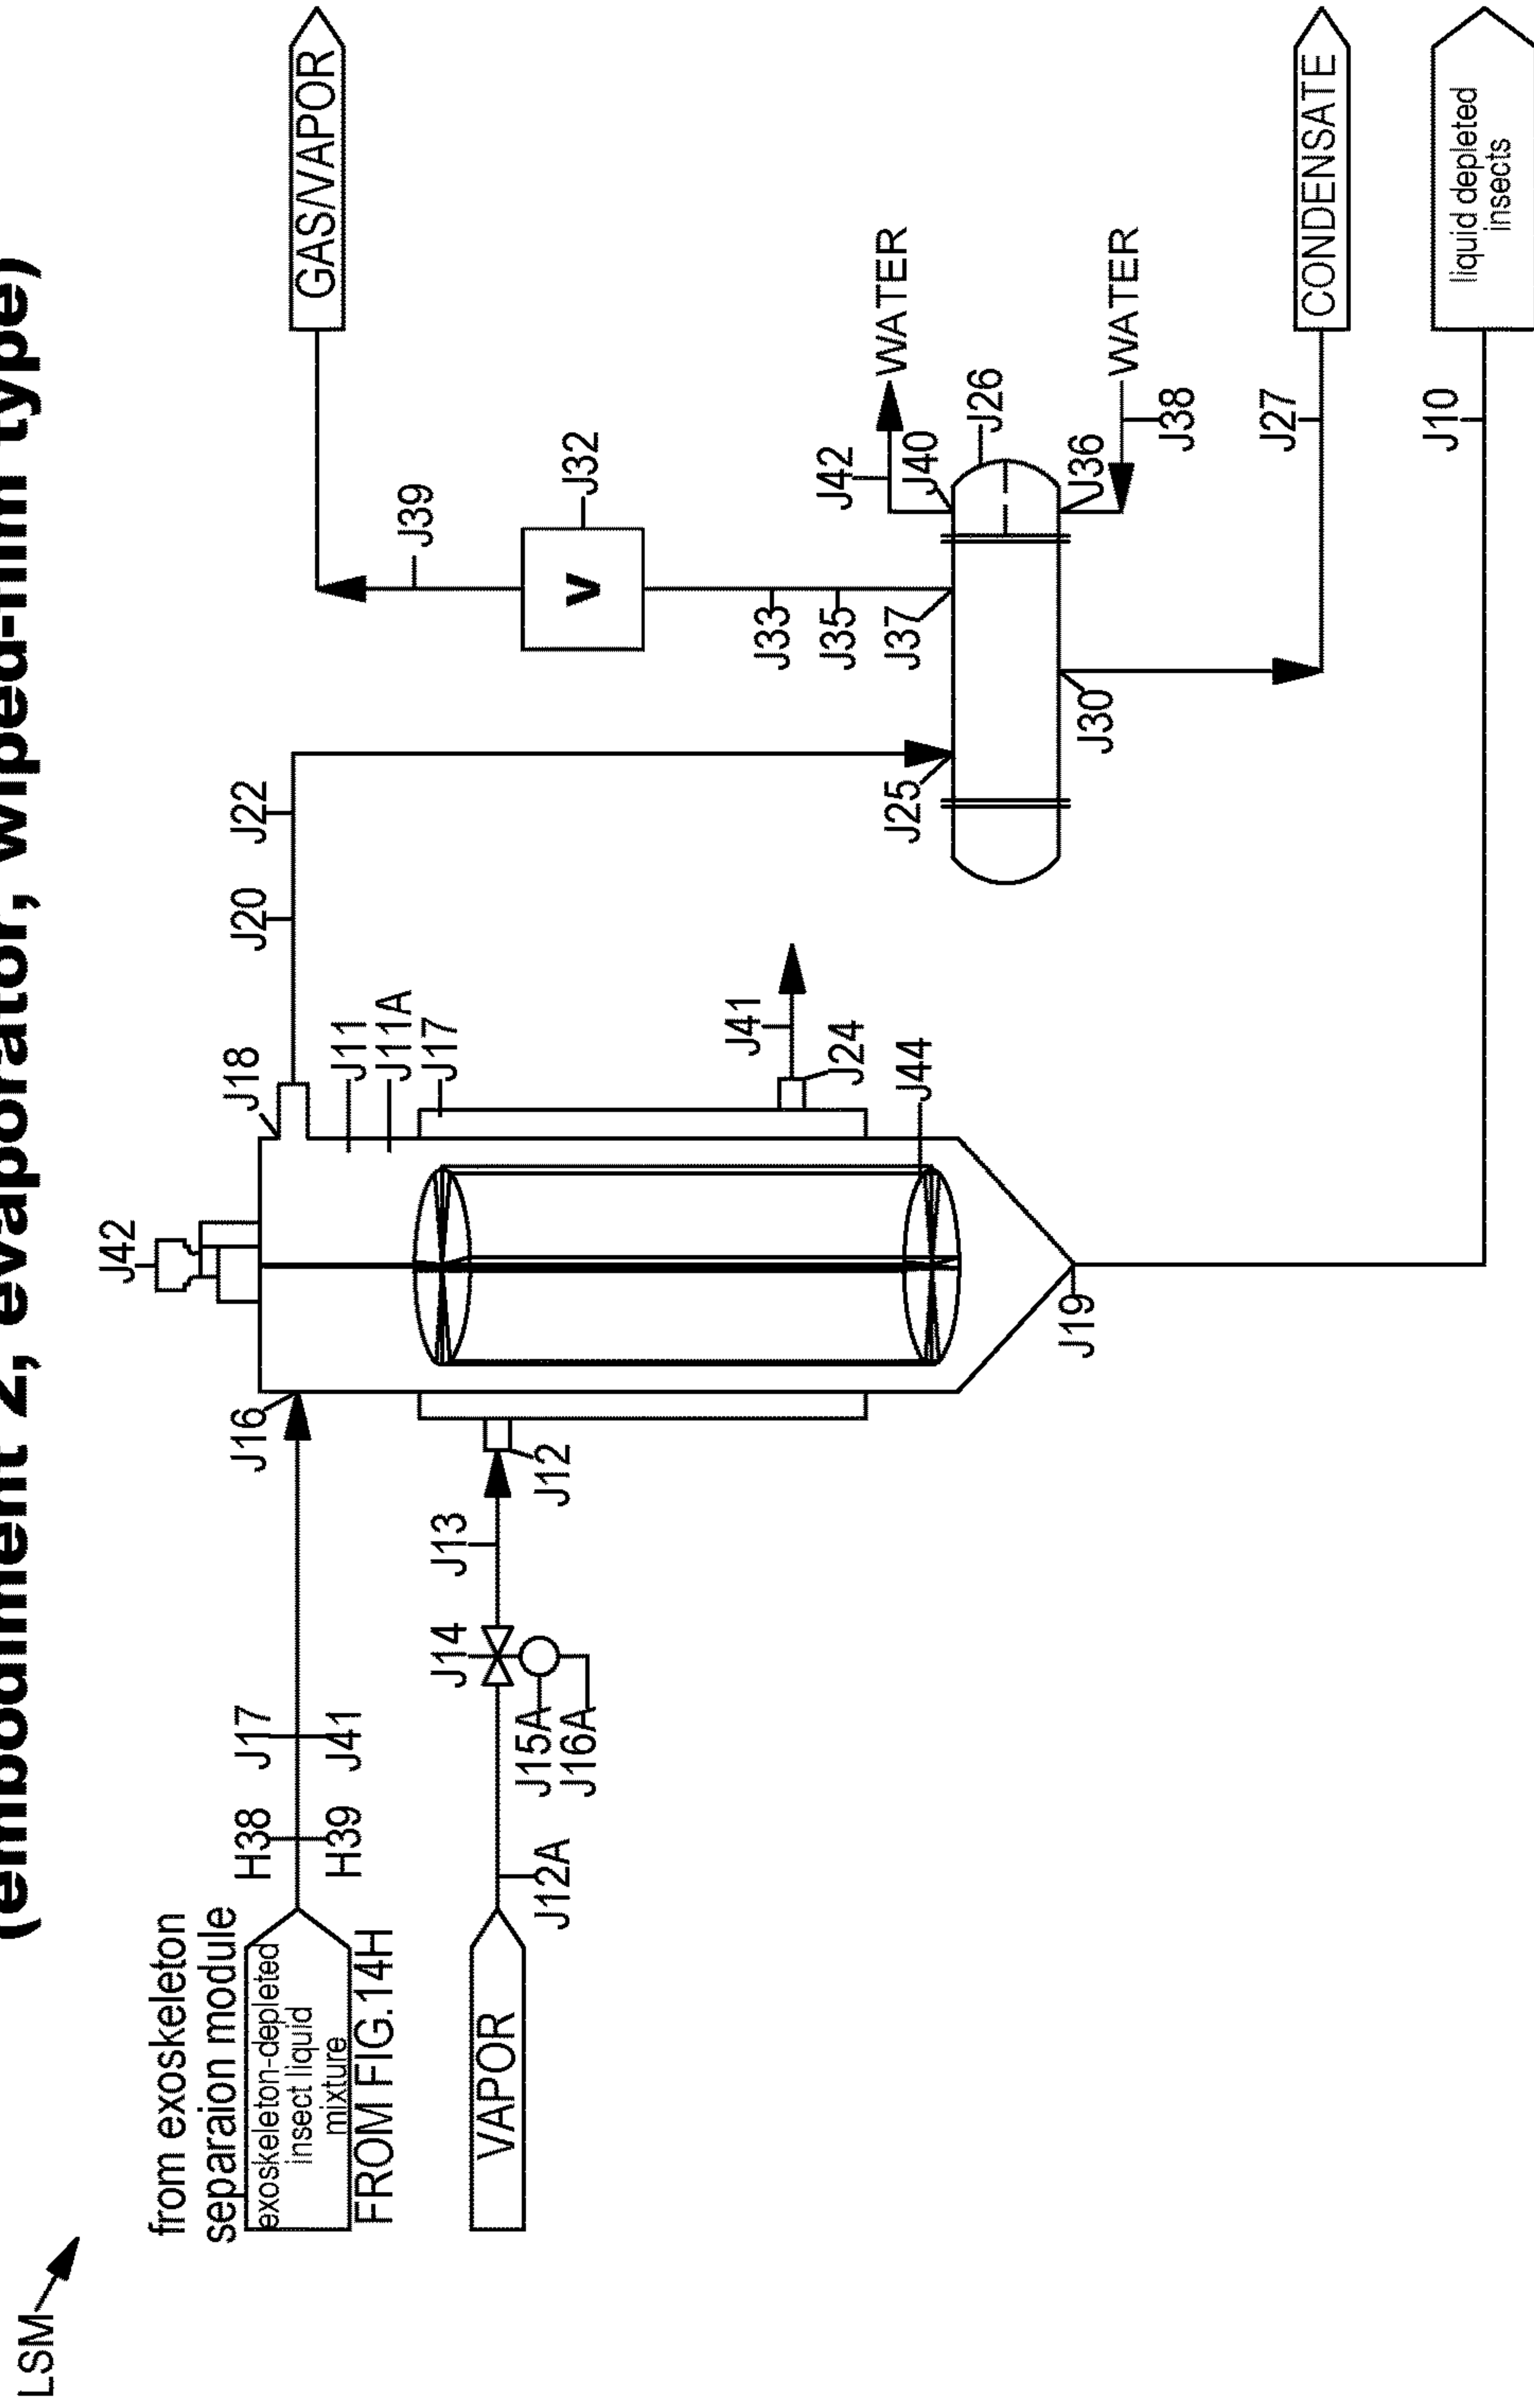 (embodiment 2, evaporator, wiped-film type)
LSM
from exoskeleton
separaion module
exoskeleton-depleted
insect liquid
mixture
FROM FIG.14H
H38
H39
J17
J41
J16
VAPOR
J12A
J14
J15A
J16A
J13
J12
J42
J18
J11
J11A
J17
J41
J24
J44
J19
J20
J22
J25
J30
J33
J35
J37
J32
V
J39
GAS/VAPOR
J42
J40
WATER
J26
J36
WATER
J38
J27
CONDENSATE
J10
liquid depleted
insects